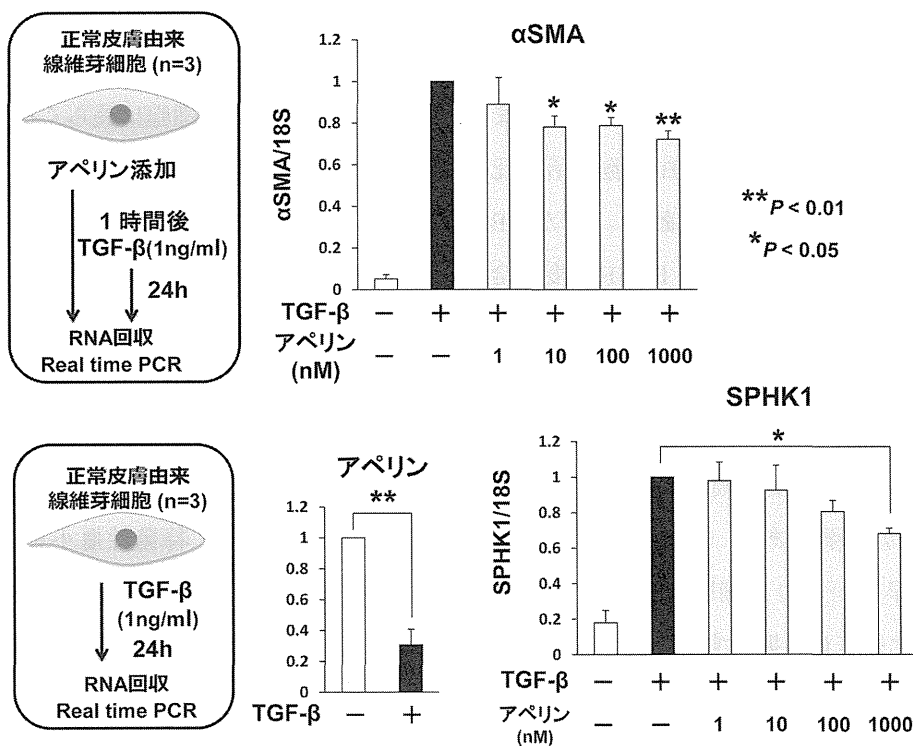 正常皮膚由来
線維芽細胞 (n=3)
アペリン添加
1 時間後
TGF-β(1ng/ml)
24h
RNA回収
Real time PCR
αSMA
αSMA/18S
1.2
1
0.8
0.6
0.4
0.2
0
* * **
TGF-β − + + + + +
アペリン − − 1 10 100 1000
(nM)
**P < 0.01
*P < 0.05
正常皮膚由来
線維芽細胞 (n=3)
TGF-β
(1ng/ml)
24h
RNA回収
Real time PCR
アペリン
**
1.2
1
0.8
0.6
0.4
0.2
0
TGF-β − +
SPHK1
*
SPHK1/18S
1.2
1
0.8
0.6
0.4
0.2
0
TGF-β − + + + + +
アペリン − − 1 10 100 1000
(nM)